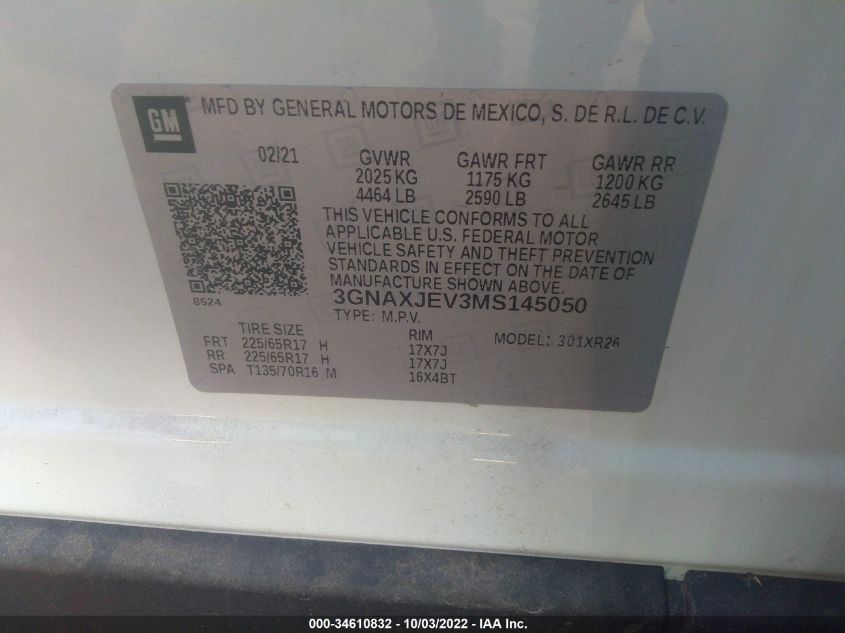 GM MFD BY GENERAL MOTORS DE MEXICO, S. DE R.L. DE C.V.
02/21 GVWR GAWR FRT GAWR RR
2025 KG 1175 KG 1200 KG
4464 LB 2590 LB 2645 LB
THIS VEHICLE CONFORMS TO ALL
APPLICABLE U.S. FEDERAL MOTOR
VEHICLE SAFETY AND THEFT PREVENTION
STANDARDS IN EFFECT ON THE DATE OF
MANUFACTURE SHOWN ABOVE.
8624 3GNAXJEV3MS145050
TYPE: M.P.V.
TIRE SIZE RIM MODEL: 301XR26
FRT 225/65R17 H 17X7J
RR 225/65R17 H 17X7J
SPA T135/70R16 M 16X4BT
000-34610832 - 10/03/2022 - IAA Inc.